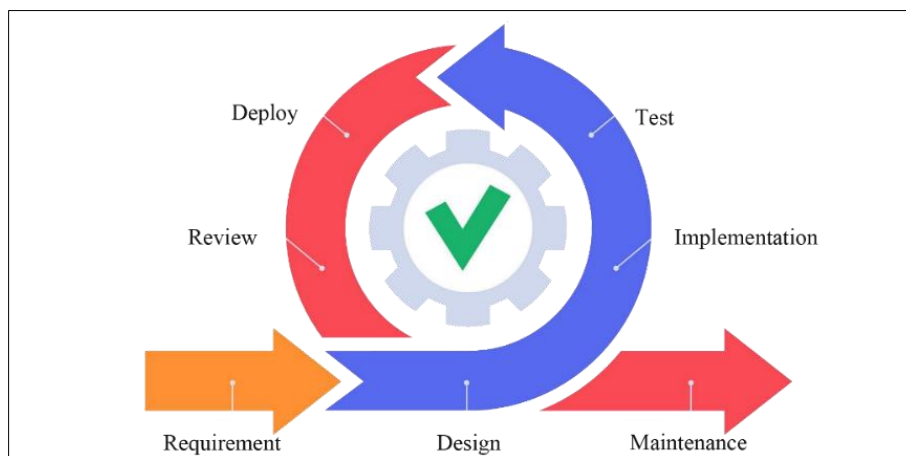 Deploy
Test
Review
Implementation
Requirement
Design
Maintenance